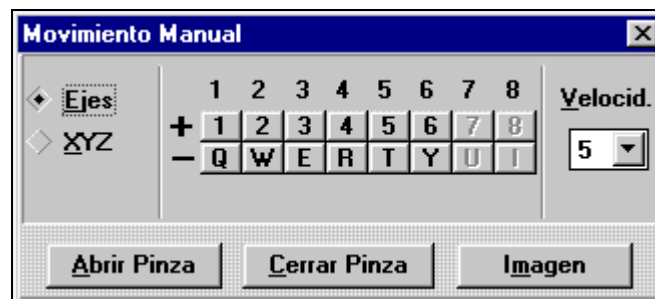 Movimiento Manual
Ejes
XYZ
1 2 3 4 5 6 7 8
+ 1 2 3 4 5 6 7 8
- Q W E R T Y U I
Velocid.
5
Abrir Pinza Cerrar Pinza Imagen